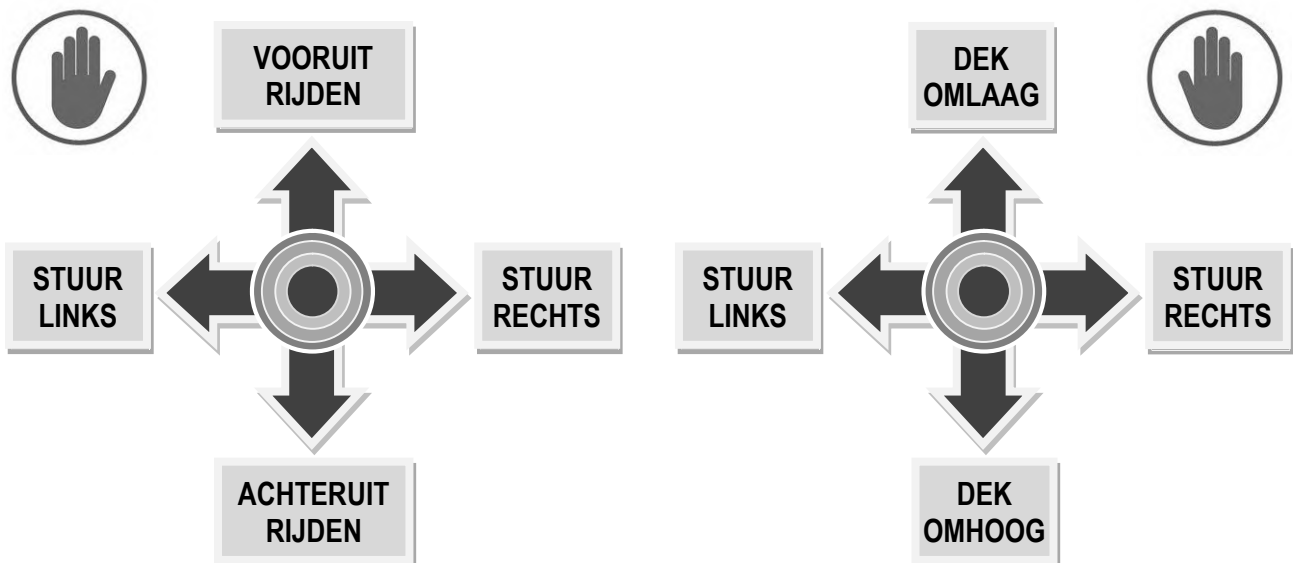 VOORUIT
RIJDEN
STUUR
LINKS
STUUR
RECHTS
ACHTERUIT
RIJDEN
DEK
OMLAAG
STUUR
LINKS
STUUR
RECHTS
DEK
OMHOOG